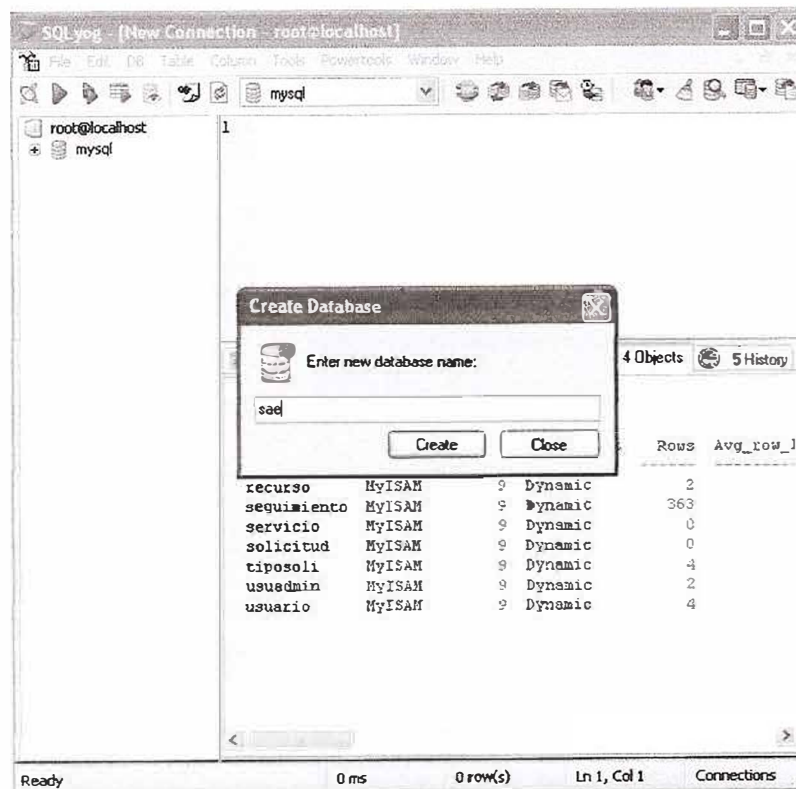 SQLyog - [New Connection - root@localhost]
File Edit DB Table Column Tools Powertools Window Help
mysql
root@localhost
mysql
1
Create Database
Enter new database name:
sae
Create Close
4 Objects 5 History
Rows Avg_row_l
recurso MyISAM 9 Dynamic 2
seguimiento MyISAM 9 Dynamic 363
servicio MyISAM 9 Dynamic 0
solicitud MyISAM 9 Dynamic 0
tiposoli MyISAM 9 Dynamic 4
usuadmin MyISAM 9 Dynamic 2
usuario MyISAM 9 Dynamic 4
Ready 0 ms 0 row(s) Ln 1, Col 1 Connections